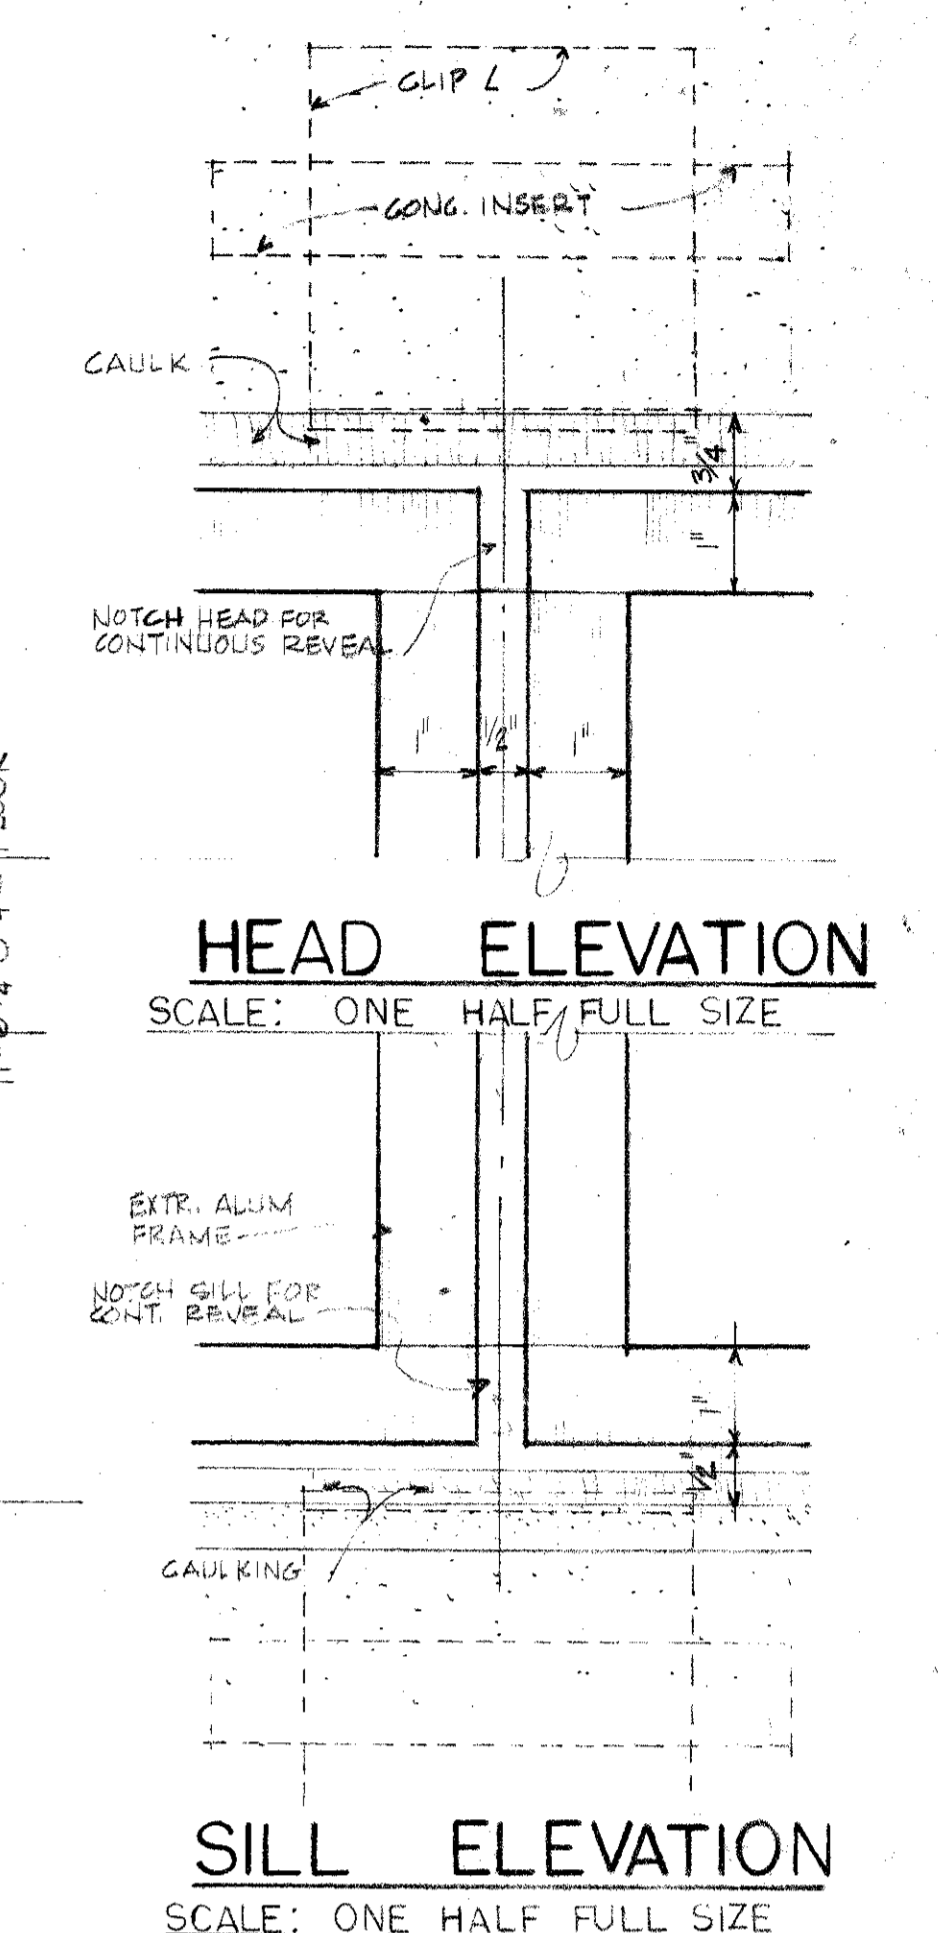 CLIP L
CONC. INSERT
CAULK
3/4"
1"
NOTCH HEAD FOR
CONTINUOUS REVEAL
1" 1/2" 1"
HEAD ELEVATION
SCALE: ONE HALF FULL SIZE
EXTR. ALUM
FRAME
NOTCH SILL FOR
CONT. REVEAL
1"
1/2"
CAULKING
SILL ELEVATION
SCALE: ONE HALF FULL SIZE